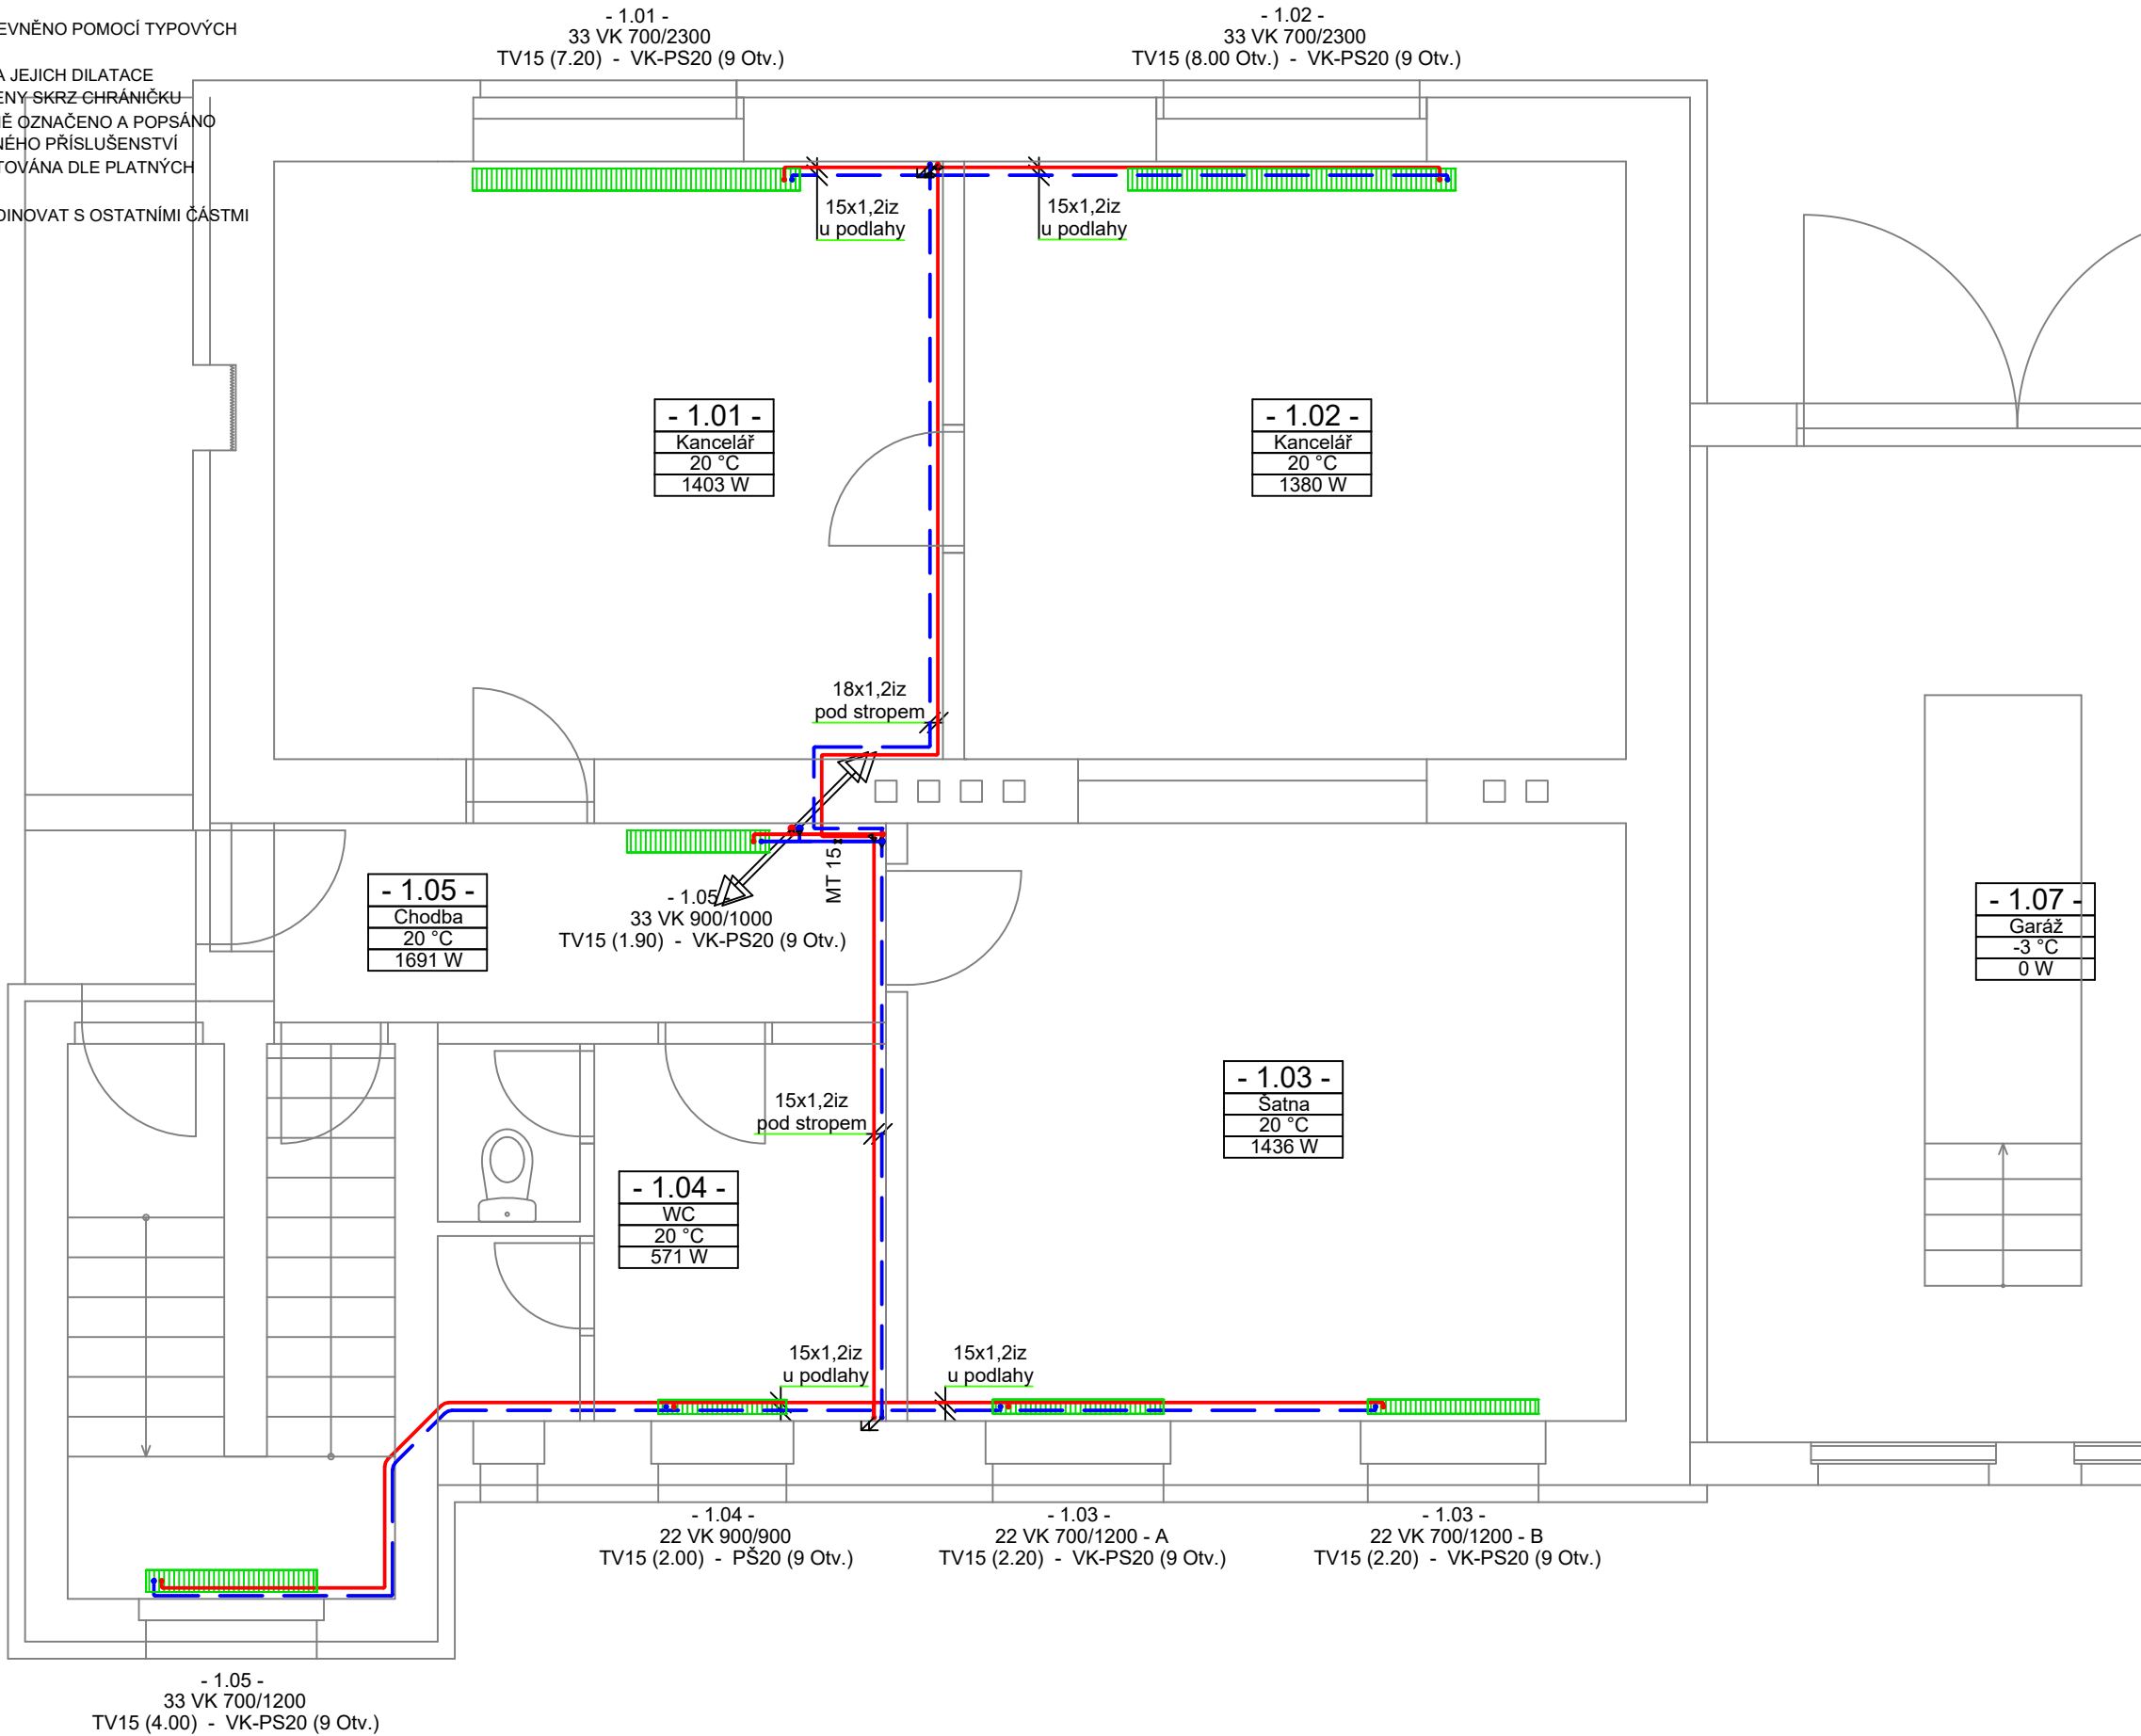 POMOCÍ TYPOVÝCH
A JEJICH DILATACE
SKRZ CHRÁNIČKU
OZNAČENO A POPSÁNO
PŘÍSLUŠENSTVÍ
DLE PLATNÝCH
S OSTATNÍMI ČÁSTMI
- 1.01 -
33 VK 700/2300
TV15 (7.20) - VK-PS20 (9 Otv.)
- 1.02 -
33 VK 700/2300
TV15 (8.00 Otv.) - VK-PS20 (9 Otv.)
15x1,2iz
u podlahy
15x1,2iz
u podlahy
- 1.01 -
Kancelář
20 °C
1403 W
- 1.02 -
Kancelář
20 °C
1380 W
18x1,2iz
pod stropem
MT 15
- 1.05 -
Chodba
20 °C
1691 W
- 1.05 -
33 VK 900/1000
TV15 (1.90) - VK-PS20 (9 Otv.)
- 1.07 -
Garáž
-3 °C
0 W
15x1,2iz
pod stropem
- 1.03 -
Šatna
20 °C
1436 W
- 1.04 -
WC
20 °C
571 W
15x1,2iz
u podlahy
15x1,2iz
u podlahy
- 1.04 -
22 VK 900/900
TV15 (2.00) - PŠ20 (9 Otv.)
- 1.03 -
22 VK 700/1200 - A
TV15 (2.20) - VK-PS20 (9 Otv.)
- 1.03 -
22 VK 700/1200 - B
TV15 (2.20) - VK-PS20 (9 Otv.)
- 1.05 -
33 VK 700/1200
TV15 (4.00) - VK-PS20 (9 Otv.)